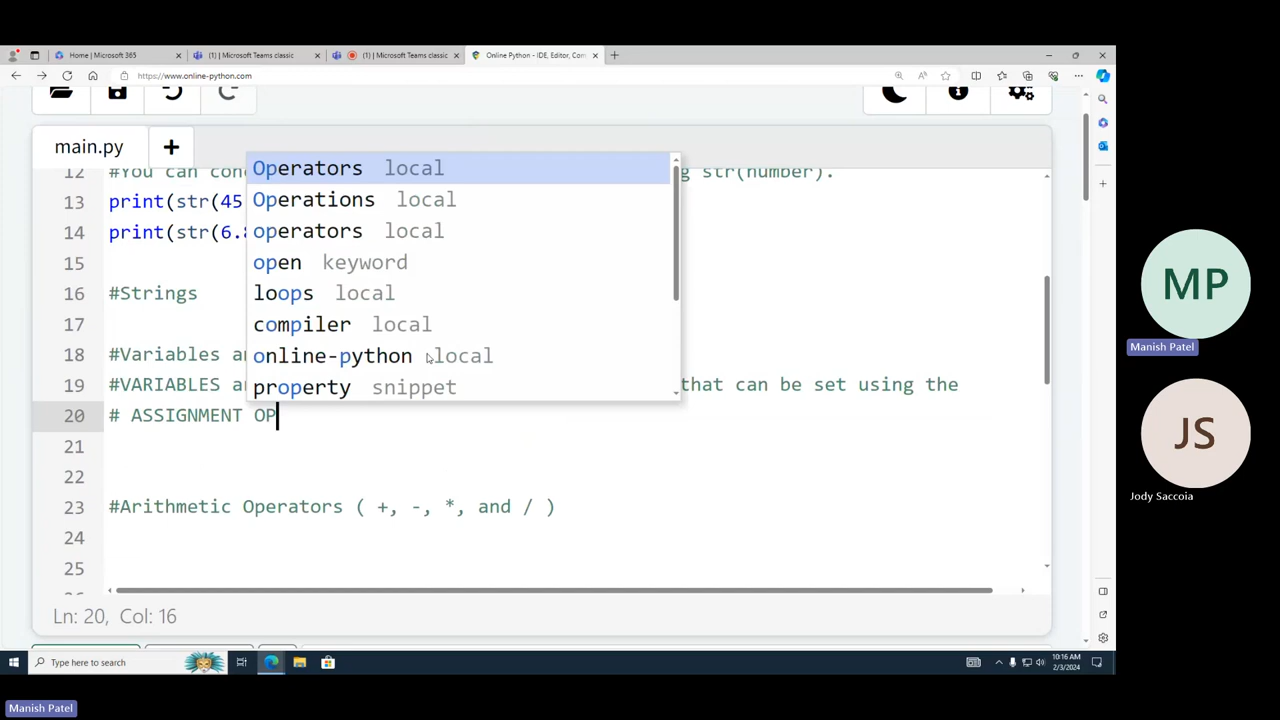 Home | Microsoft 365
(1) | Microsoft Teams classic
(1) | Microsoft Teams classic
Online Python - IDE, Editor, Com
https://www.online-python.com
main.py
12 #You can con g str(number).
13 print(str(45
14 print(str(6.8
15
16 #Strings
17
18 #Variables an
19 #VARIABLES a that can be set using the
20 # ASSIGNMENT OP
21
22
23 #Arithmetic Operators ( +, -, *, and / )
24
25
Operators local
Operations local
operators local
open keyword
loops local
compiler local
online-python local
property snippet
Ln: 20, Col: 16
Type here to search
10:16 AM
2/3/2024
MP
Manish Patel
JS
Jody Saccoia
Manish Patel